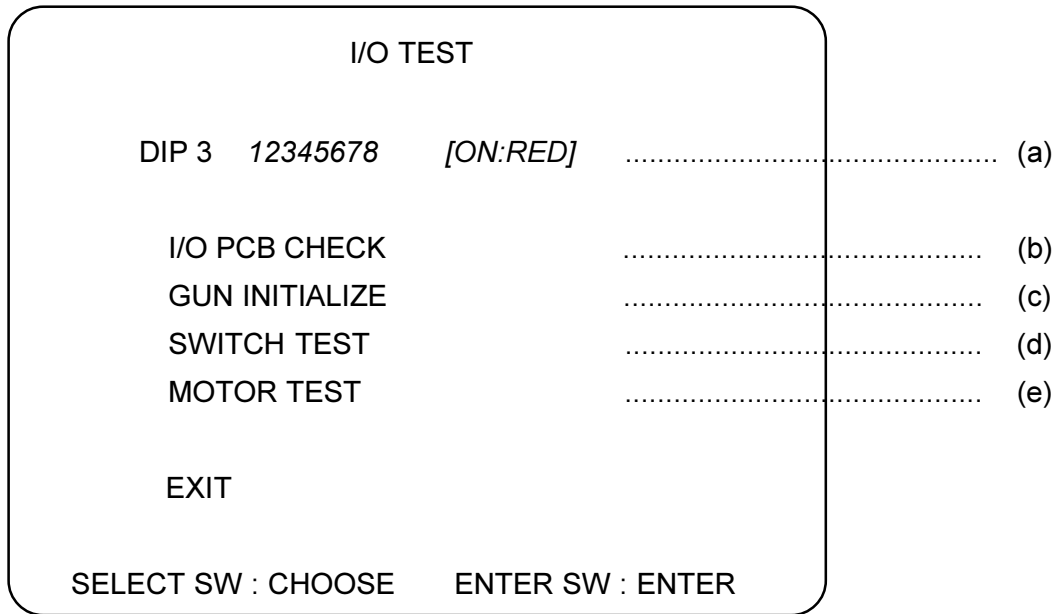 I/O TEST
DIP 3 12345678 [ON:RED] ............................................. (a)
I/O PCB CHECK ........................................... (b)
GUN INITIALIZE ........................................... (c)
SWITCH TEST ........................................... (d)
MOTOR TEST ........................................... (e)
EXIT
SELECT SW : CHOOSE ENTER SW : ENTER